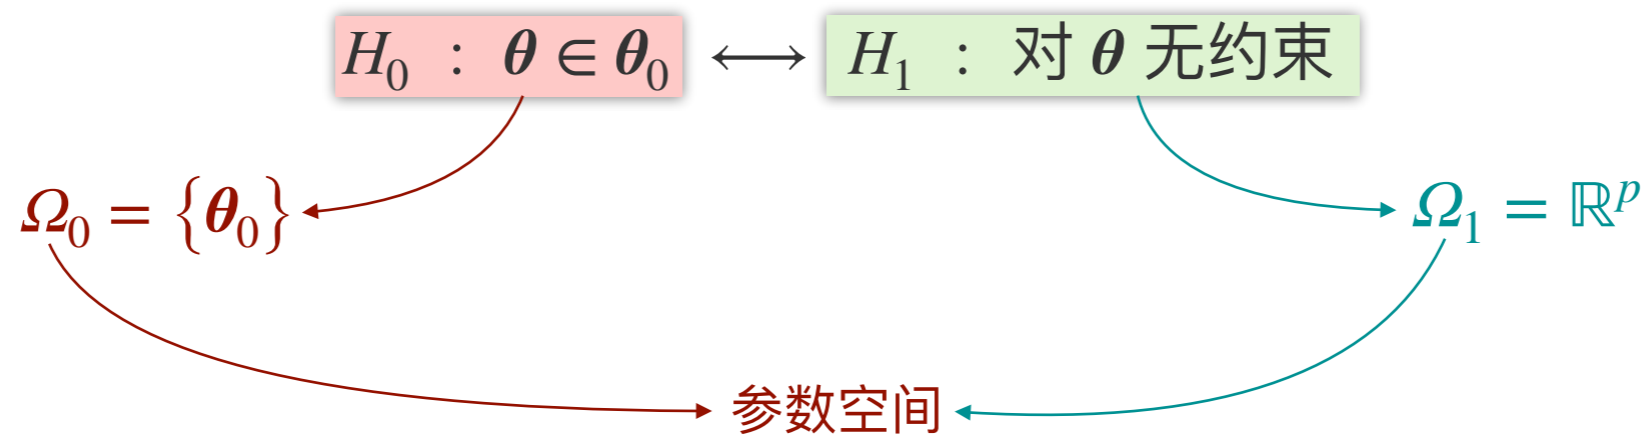 H₀ : θ ∈ θ₀ ⟷ H₁ : 对 θ 无约束
Ω₀ = {θ₀}
Ω₁ = ℝᵖ
参数空间